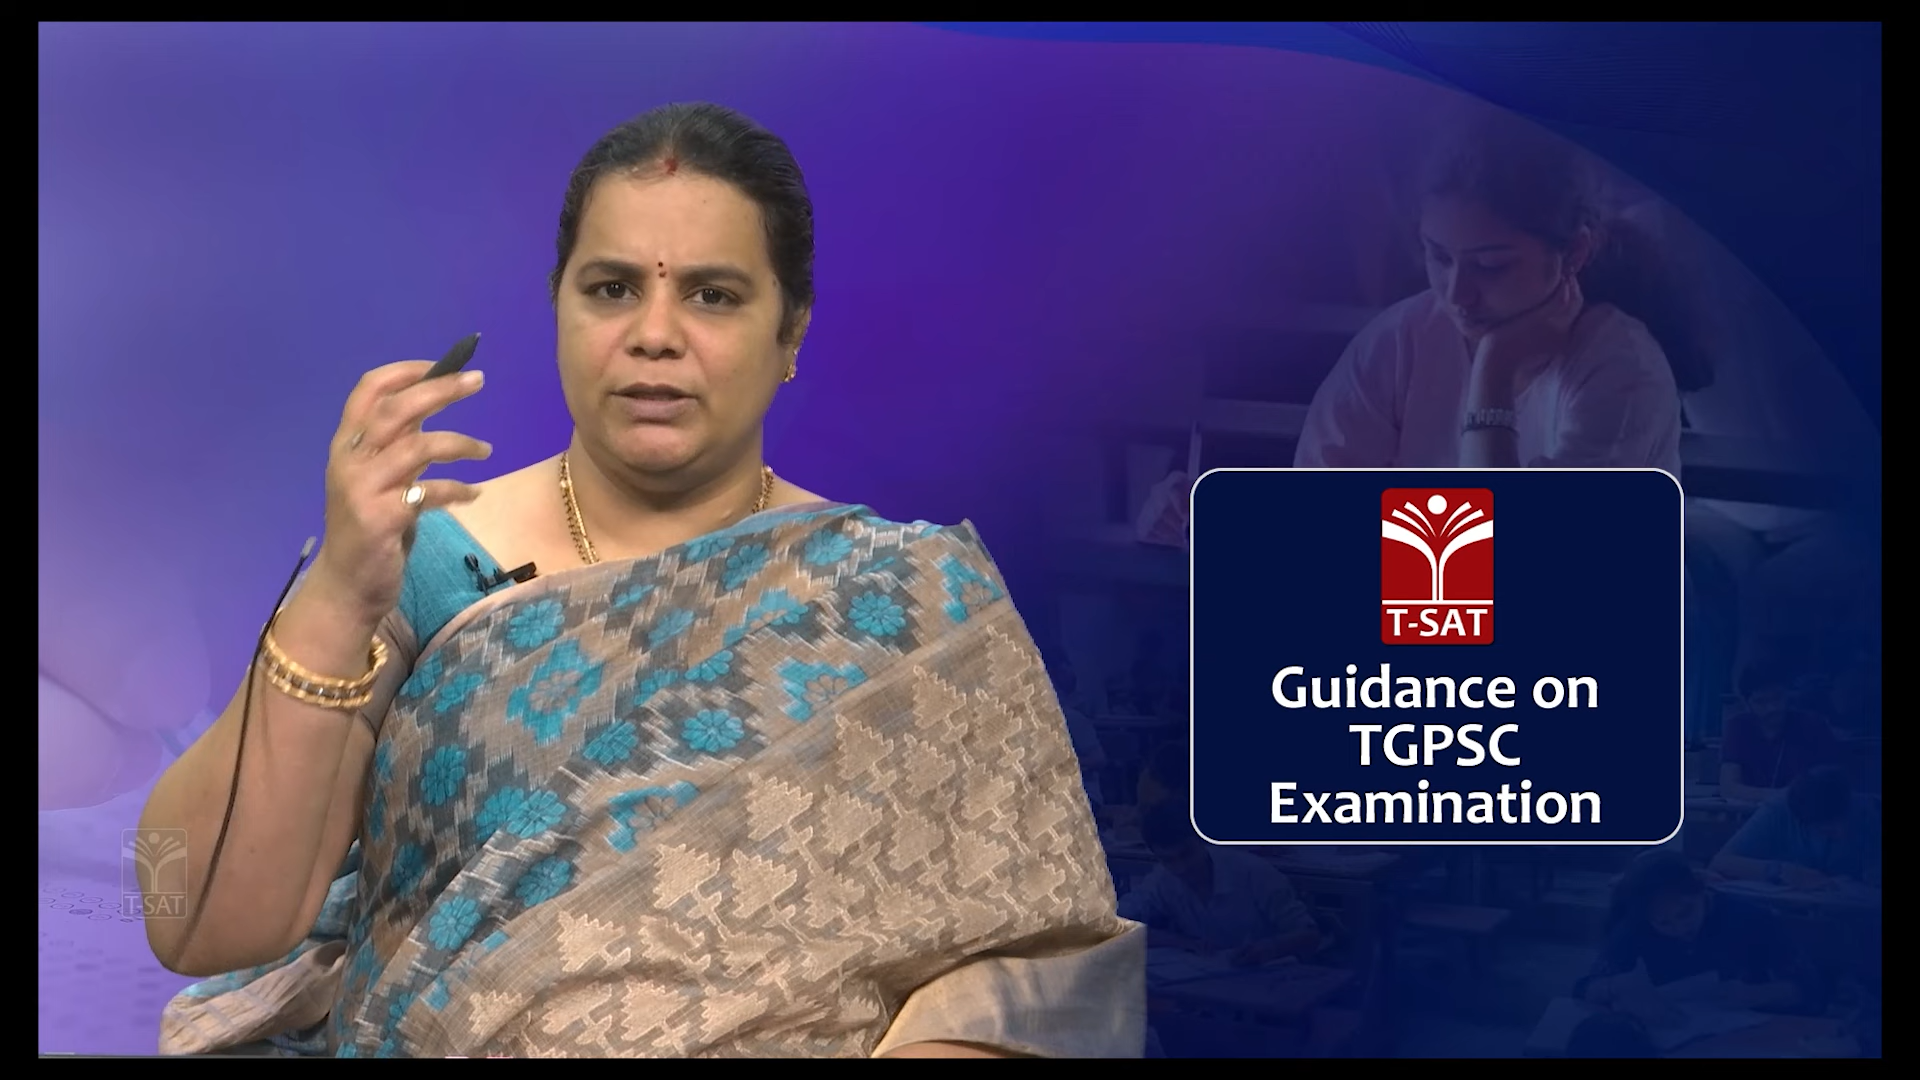 T-SAT
Guidance on
TGPSC
Examination
T-SAT